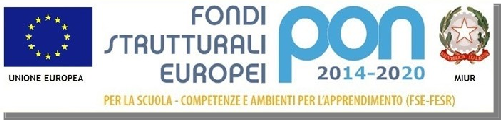 FONDI
STRUTTURALI
EUROPEI
pon
2014-2020
UNIONE EUROPEA
MIUR
PER LA SCUOLA - COMPETENZE E AMBIENTI PER L'APPRENDIMENTO (FSE-FESR)